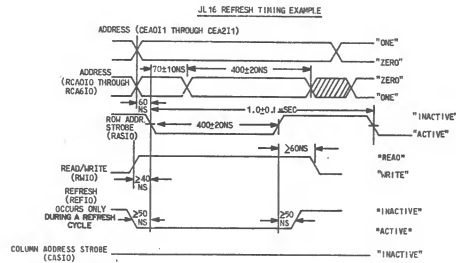 JL16 REFRESH TIMING EXAMPLE
ADDRESS (CEA0I1 THROUGH CEA2I1)
"ONE"
"ZERO"
70±10NS
400±20NS
ADDRESS
(RCA0IO THROUGH
RCA6IO)
"ZERO"
"ONE"
60
NS
1.0±0.1 µSEC
ROW ADDR
STROBE
(RASIO)
400±20NS
"INACTIVE"
"ACTIVE"
≥60NS
READ/WRITE
(RWIO)
≥40
NS
"READ"
"WRITE"
REFRESH
(REFIO)
OCCURS ONLY
DURING A REFRESH
CYCLE
≥50
NS
≥50
NS
"INACTIVE"
"ACTIVE"
COLUMN ADDRESS STROBE
(CASIO)
"INACTIVE"